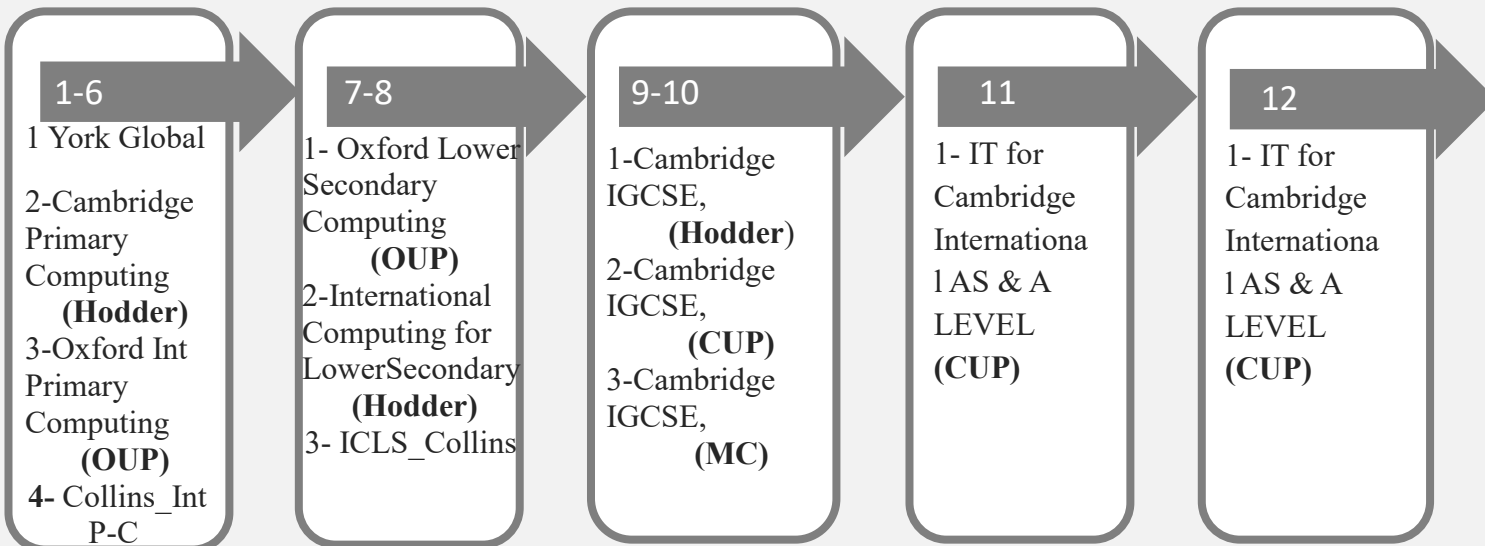 1-6
1 York Global
2-Cambridge
Primary
Computing
(Hodder)
3-Oxford Int
Primary
Computing
(OUP)
4- Collins_Int
P-C
7-8
1- Oxford Lower
Secondary
Computing
(OUP)
2-International
Computing for
LowerSecondary
(Hodder)
3- ICLS_Collins
9-10
1-Cambridge
IGCSE,
(Hodder)
2-Cambridge
IGCSE,
(CUP)
3-Cambridge
IGCSE,
(MC)
11
1- IT for
Cambridge
Internationa
l AS & A
LEVEL
(CUP)
12
1- IT for
Cambridge
Internationa
l AS & A
LEVEL
(CUP)